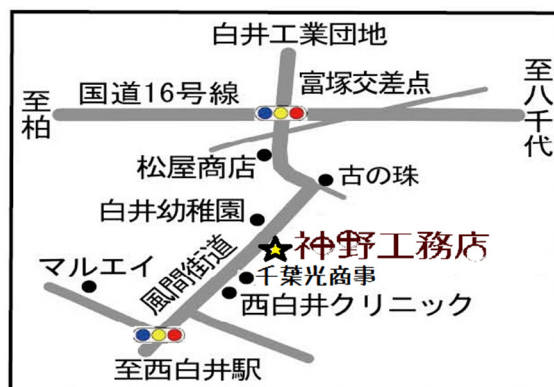 白井工業団地
国道16号線
富塚交差点
至柏
至八千代
松屋商店
古の珠
白井幼稚園
神野工務店
風間街道
マルエイ
千葉光商事
西白井クリニック
至西白井駅